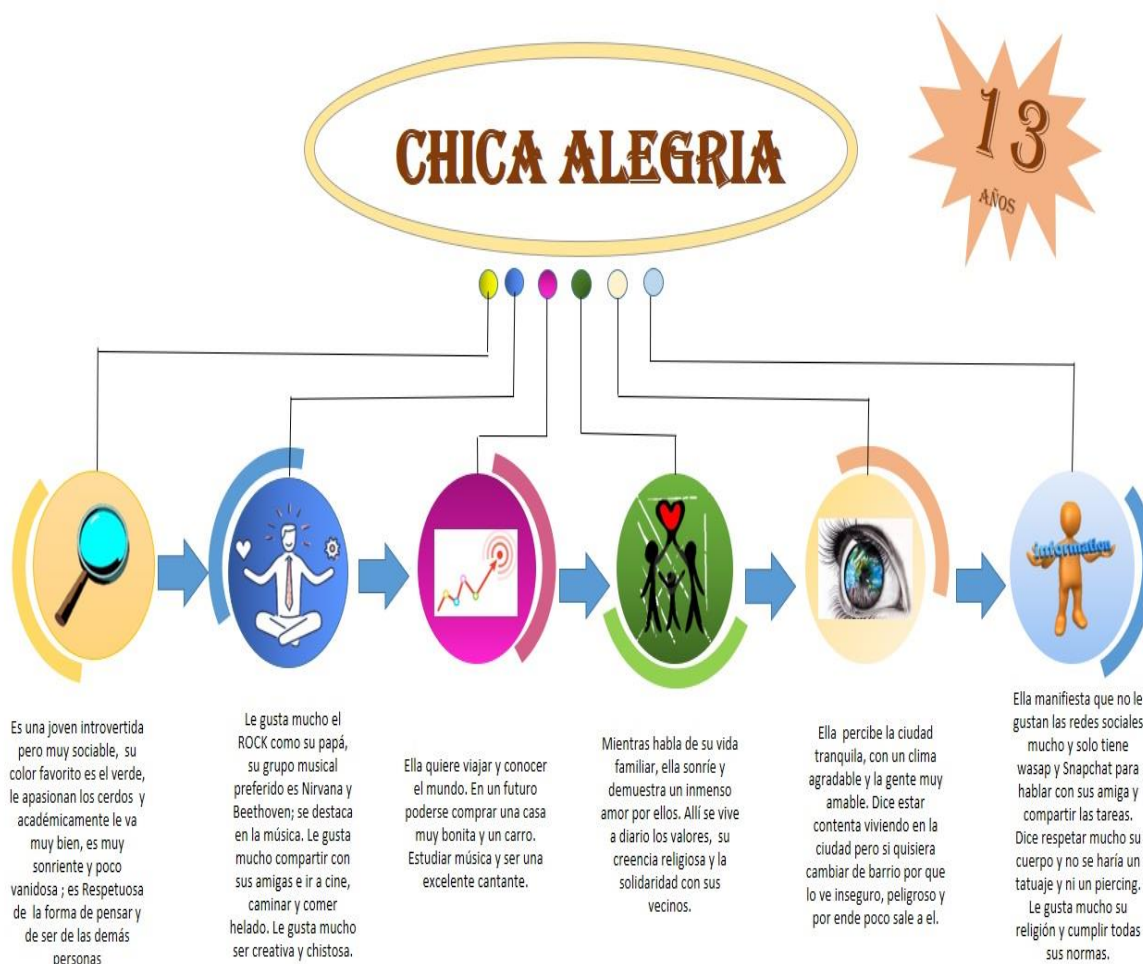 CHICA ALEGRIA
13
AÑOS
information
Es una joven introvertida
pero muy sociable, su
color favorito es el verde,
le apasionan los cerdos y
académicamente le va
muy bien, es muy
sonriente y poco
vanidosa ; es Respetuosa
de la forma de pensar y
de ser de las demás
personas
Le gusta mucho el
ROCK como su papá,
su grupo musical
preferido es Nirvana y
Beethoven; se destaca
en la música. Le gusta
mucho compartir con
sus amigas e ir a cine,
caminar y comer
helado. Le gusta mucho
ser creativa y chistosa.
Ella quiere viajar y conocer
el mundo. En un futuro
poderse comprar una casa
muy bonita y un carro.
Estudiar música y ser una
excelente cantante.
Mientras habla de su vida
familiar, ella sonríe y
demuestra un inmenso
amor por ellos. Allí se vive
a diario los valores, su
creencia religiosa y la
solidaridad con sus
vecinos.
Ella percibe la ciudad
tranquila, con un clima
agradable y la gente muy
amable. Dice estar
contenta viviendo en la
ciudad pero si quisiera
cambiar de barrio por que
lo ve inseguro, peligroso y
por ende poco sale a el.
Ella manifiesta que no le
gustan las redes sociales
mucho y solo tiene
wasap y Snapchat para
hablar con sus amiga y
compartir las tareas.
Dice respetar mucho su
cuerpo y no se haría un
tatuaje y ni un piercing.
Le gusta mucho su
religión y cumplir todas
sus normas.